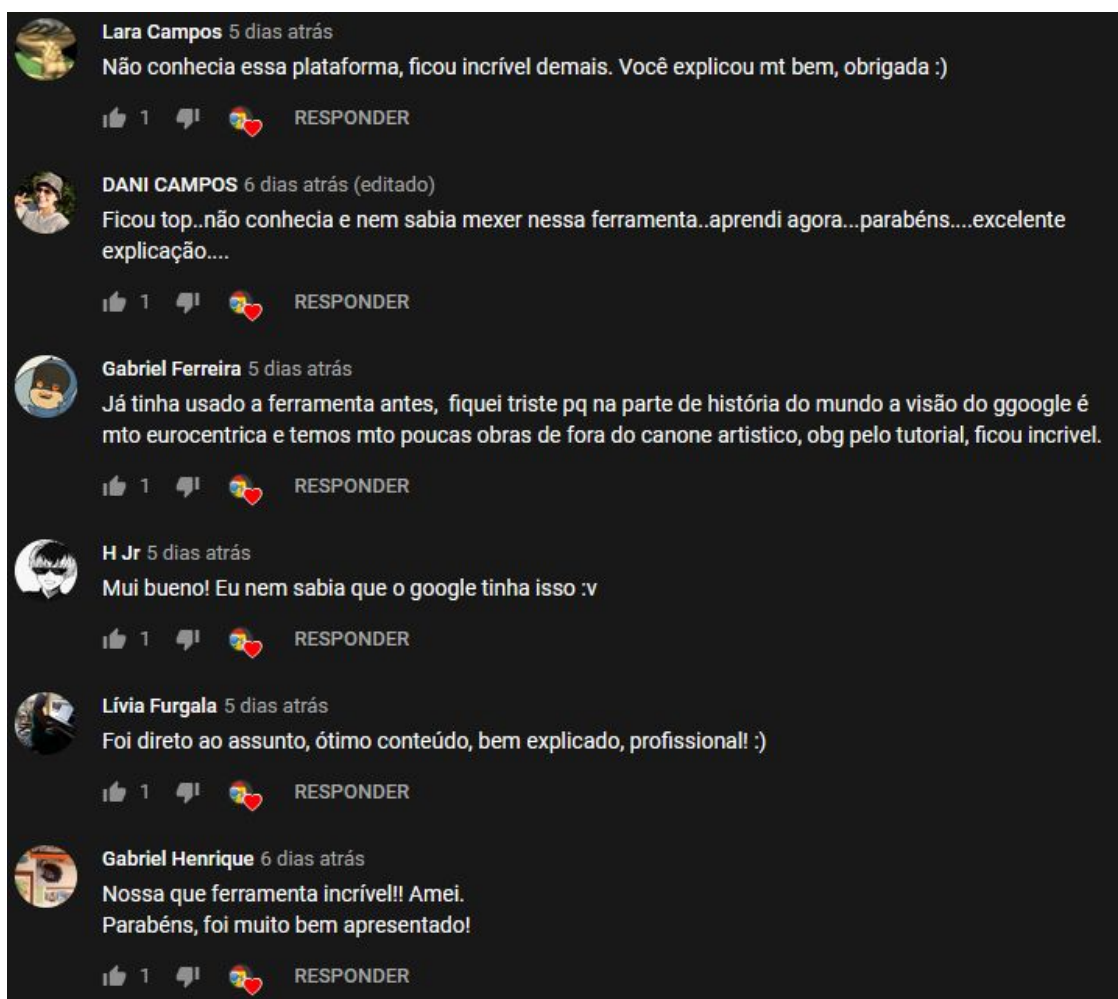 Lara Campos 5 dias atrás
Não conhecia essa plataforma, ficou incrível demais. Você explicou mt bem, obrigada :)
1 RESPONDER
DANI CAMPOS 6 dias atrás (editado)
Ficou top..não conhecia e nem sabia mexer nessa ferramenta..aprendi agora...parabéns....excelente
explicação....
1 RESPONDER
Gabriel Ferreira 5 dias atrás
Já tinha usado a ferramenta antes,  fiquei triste pq na parte de história do mundo a visão do ggoogle é
mto eurocentrica e temos mto poucas obras de fora do canone artistico, obg pelo tutorial, ficou incrivel.
1 RESPONDER
H Jr 5 dias atrás
Mui bueno! Eu nem sabia que o google tinha isso :v
1 RESPONDER
Lívia Furgala 5 dias atrás
Foi direto ao assunto, ótimo conteúdo, bem explicado, profissional! :)
1 RESPONDER
Gabriel Henrique 6 dias atrás
Nossa que ferramenta incrível!! Amei.
Parabéns, foi muito bem apresentado!
1 RESPONDER